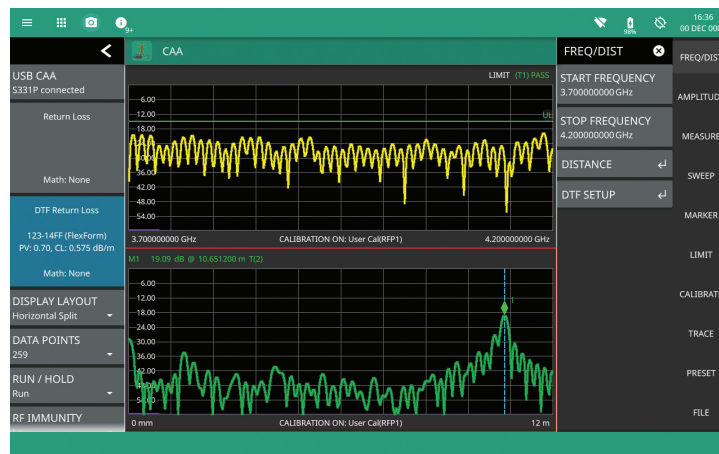 9+
98%
16:36
00 DEC 00
CAA
FREQ/DIST
FREQ/DIS
USB CAA
S331P connected
Return Loss
Math: None
DTF Return Loss
123-14FF (FlexForm)
PV: 0.70, CL: 0.575 dB/m
Math: None
DISPLAY LAYOUT
Horizontal Split
DATA POINTS
259
RUN / HOLD
Run
RF IMMUNITY
LIMIT (T1) PASS
UL
-6.00
-12.00
-18.00
-36.00
-42.00
-48.00
-54.00
3.700000000 GHz
CALIBRATION ON: User Cal(RFP1)
4.200000000 GHz
M1 19.09 dB @ 10.651200 m T(2)
1
-6.00
-12.00
-18.00
-24.00
-30.00
-36.00
-42.00
0 mm
CALIBRATION ON: User Cal(RFP1)
12 m
START FREQUENCY
3.700000000 GHz
STOP FREQUENCY
4.200000000 GHz
DISTANCE
DTF SETUP
AMPLITUD
MEASURE
SWEEP
MARKER
LIMIT
CALIBRAT
TRACE
PRESET
FILE